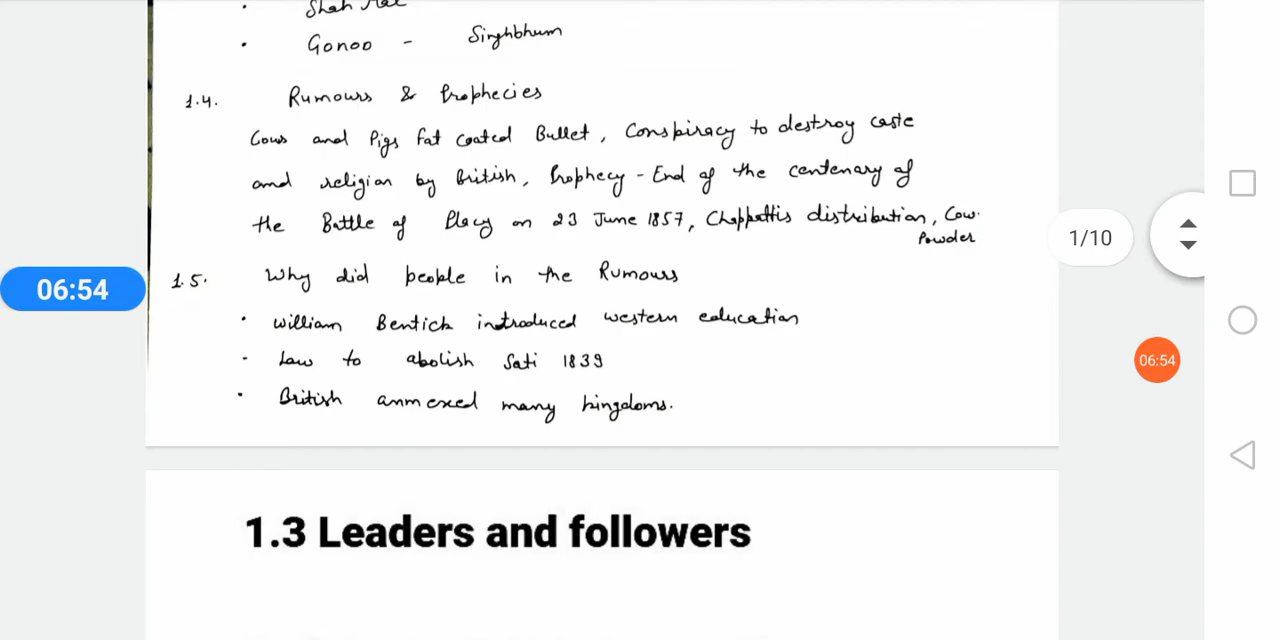 · Shah Mal
· Gonoo - Singhbhum
1.4. Rumours & Prophecies
Cows and Pigs fat coated Bullet, Conspiracy to destroy caste
and religion by British, Prophecy - End of the centenary of
the Battle of Placy on 23 June 1857, Chappattis distribution, Cow.
Powder
1/10
06:54
1.5. Why did people in the Rumours
· William Bentick introduced western education
06:54
- Law to abolish Sati 1839
· British annexed many kingdoms.
1.3 Leaders and followers